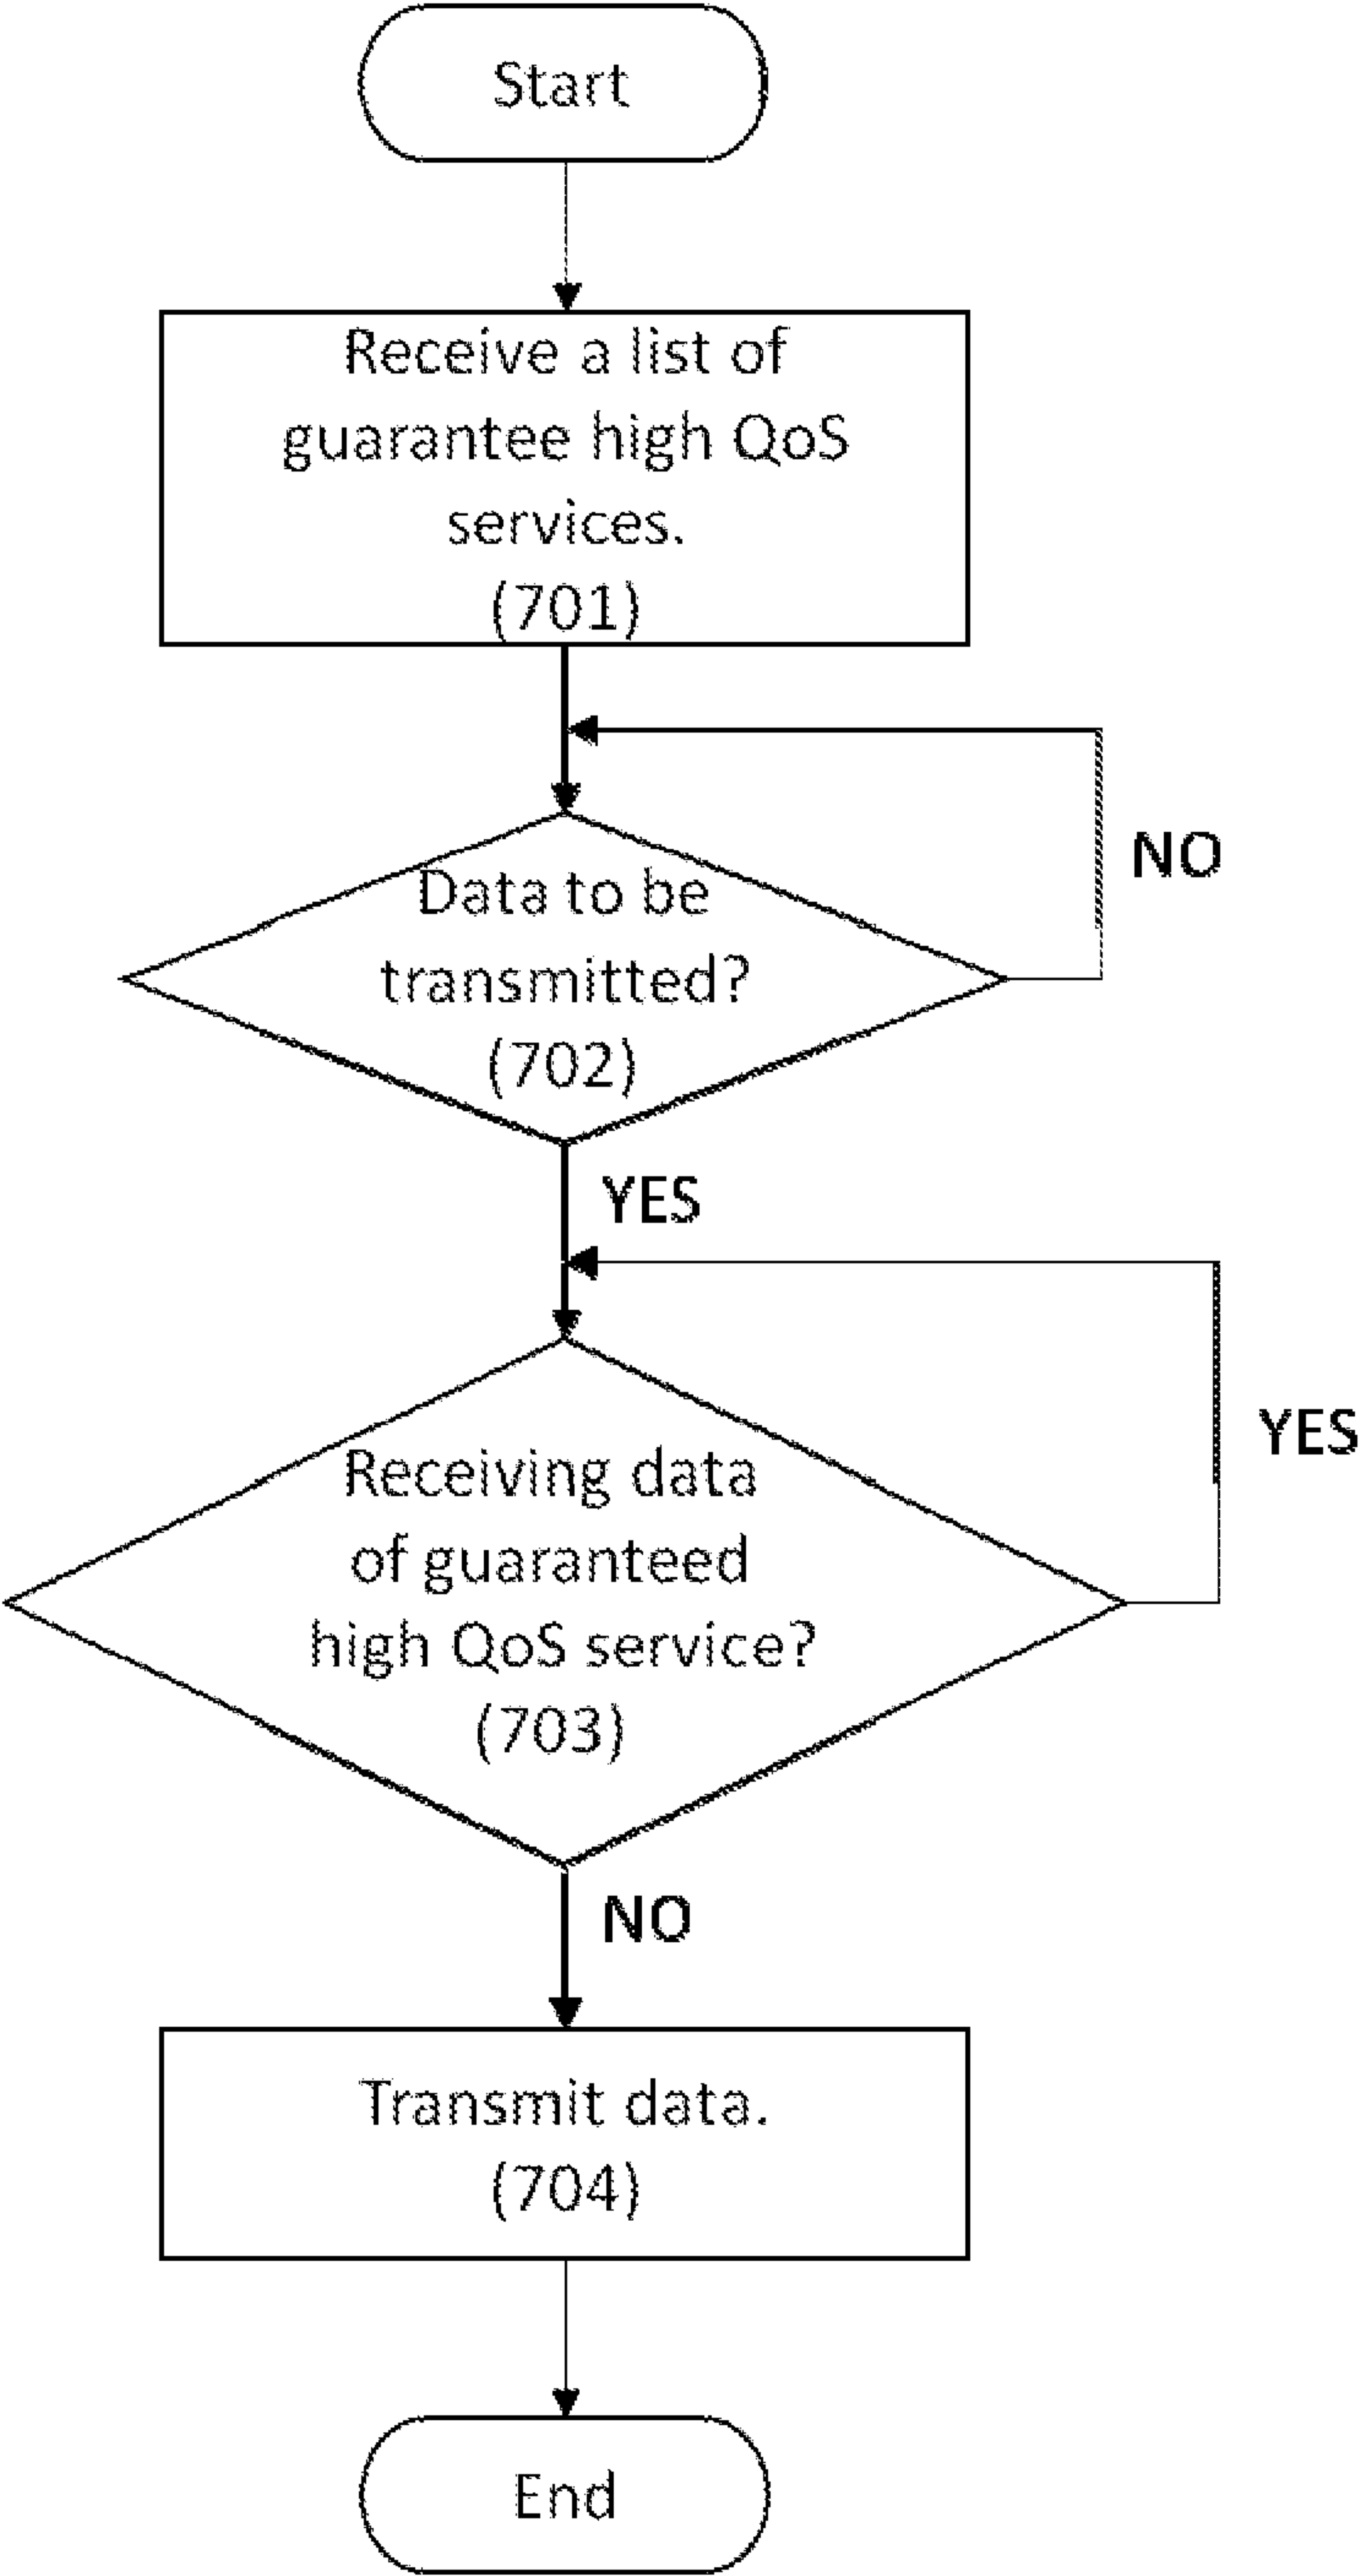 Start
Receive a list of
guarantee high QoS
services.
(701)
NO
Data to be
transmitted?
(702)
YES
YES
Receiving data
of guaranteed
high QoS service?
(703)
NO
Transmit data.
(704)
End